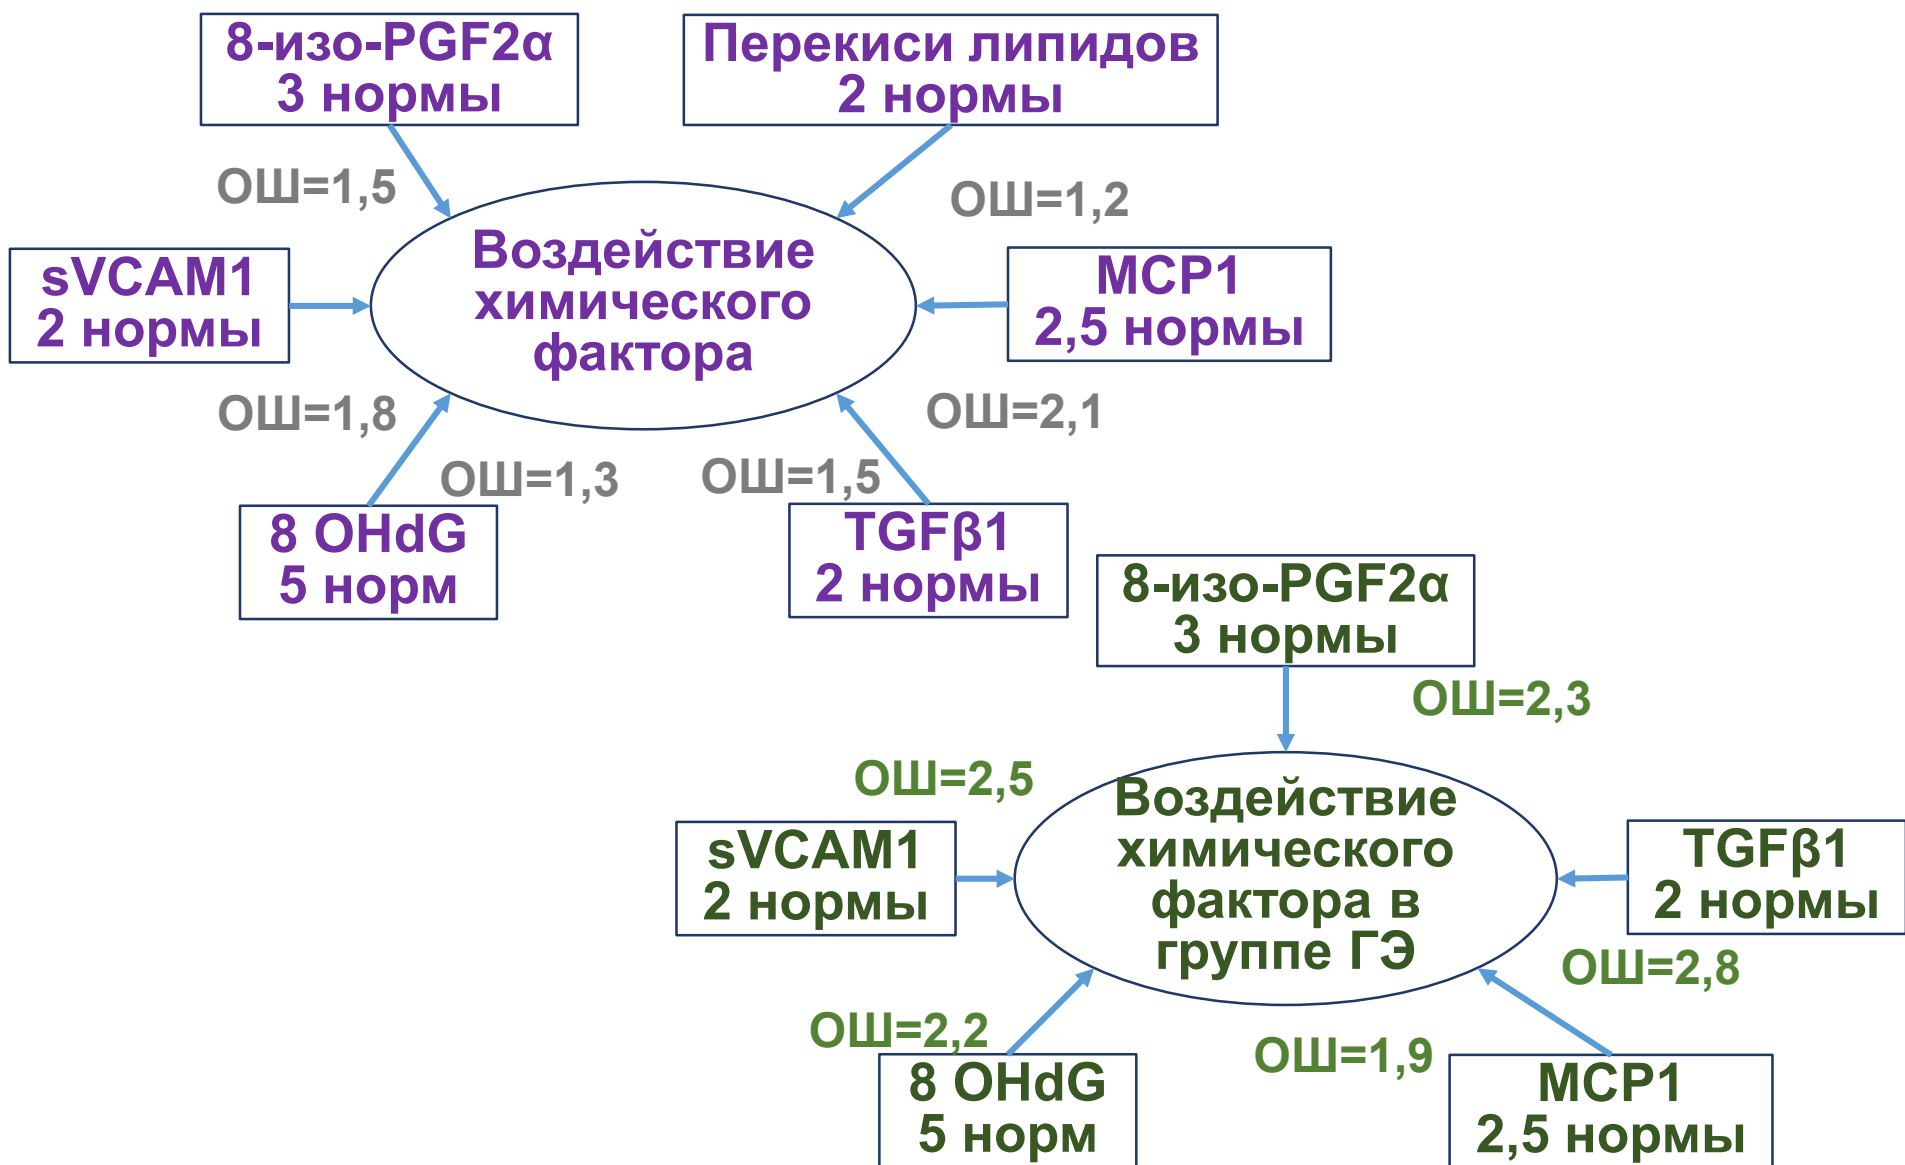 8-изо-PGF2α
3 нормы
Перекиси липидов
2 нормы
ОШ=1,5
ОШ=1,2
sVCAM1
2 нормы
Воздействие
химического
фактора
MCP1
2,5 нормы
ОШ=1,8
ОШ=2,1
ОШ=1,3
ОШ=1,5
8 OHdG
5 норм
TGFβ1
2 нормы
8-изо-PGF2α
3 нормы
ОШ=2,3
ОШ=2,5
sVCAM1
2 нормы
Воздействие
химического
фактора в
группе ГЭ
TGFβ1
2 нормы
ОШ=2,8
ОШ=2,2
ОШ=1,9
8 OHdG
5 норм
MCP1
2,5 нормы